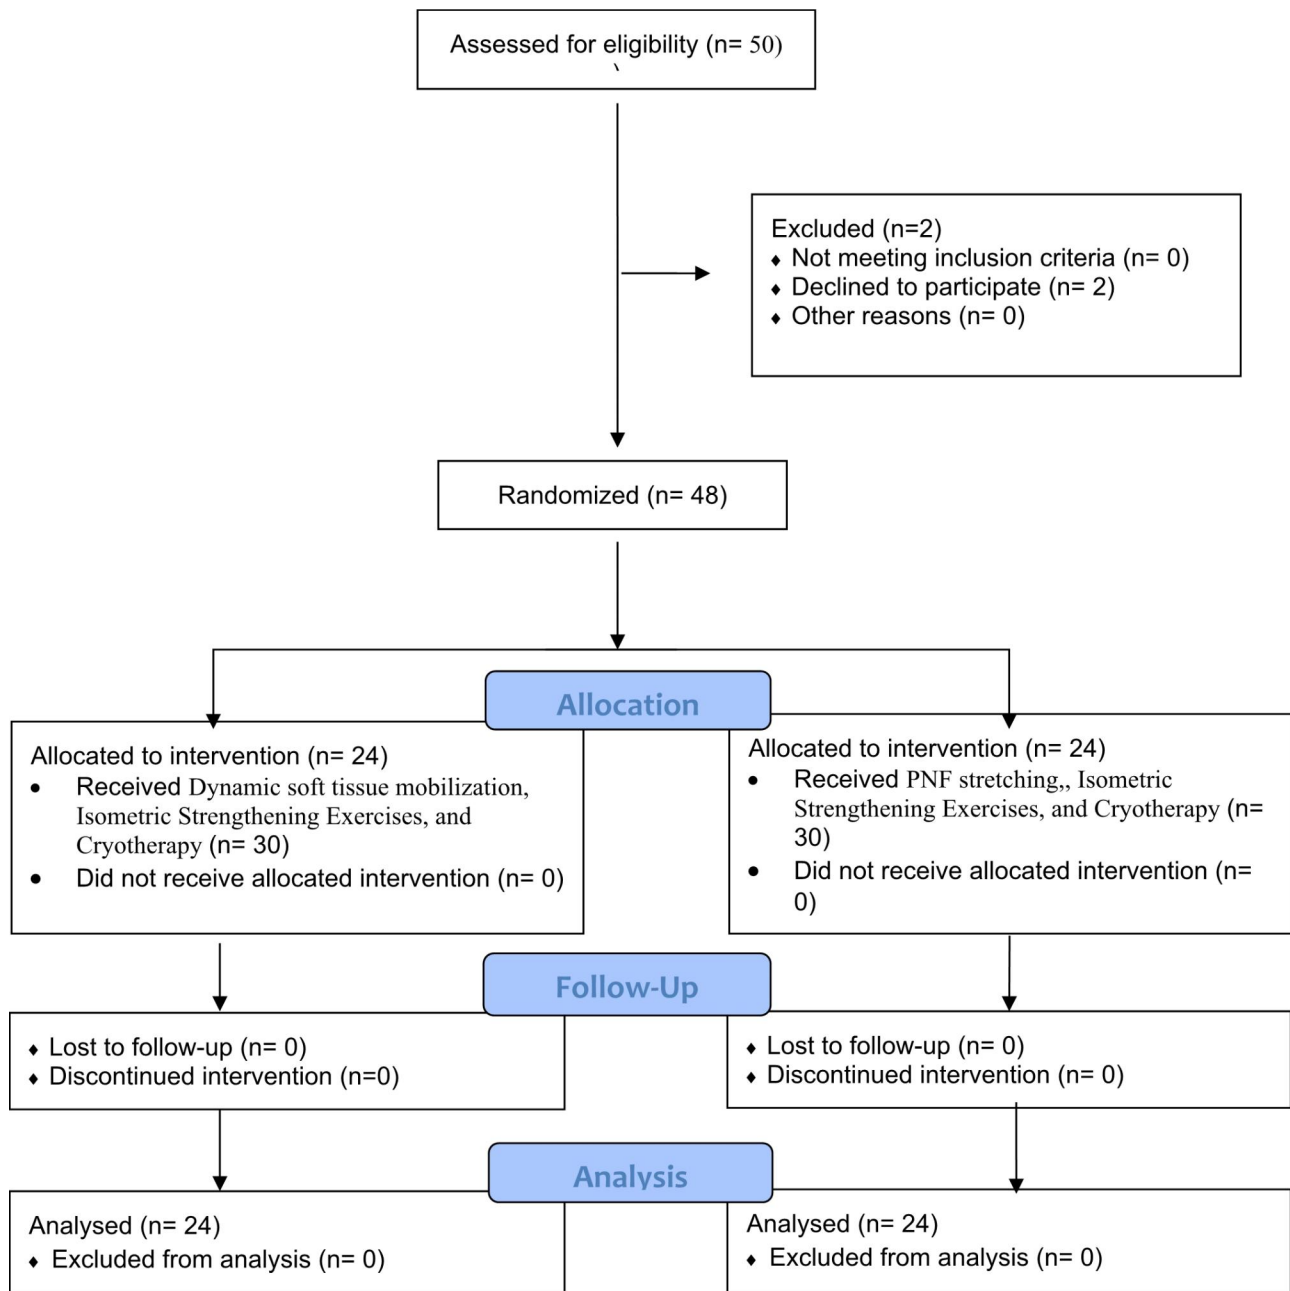 Assessed for eligibility (n= 50)
Excluded (n=2)
♦ Not meeting inclusion criteria (n= 0)
♦ Declined to participate (n= 2)
♦ Other reasons (n= 0)
Randomized (n= 48)
Allocation
Allocated to intervention (n= 24)
• Received Dynamic soft tissue mobilization,
Isometric Strengthening Exercises, and
Cryotherapy (n= 30)
• Did not receive allocated intervention (n= 0)
Allocated to intervention (n= 24)
• Received PNF stretching,, Isometric
Strengthening Exercises, and Cryotherapy (n=
30)
• Did not receive allocated intervention (n=
0)
Follow-Up
♦ Lost to follow-up (n= 0)
♦ Discontinued intervention (n=0)
♦ Lost to follow-up (n= 0)
♦ Discontinued intervention (n= 0)
Analysis
Analysed (n= 24)
♦ Excluded from analysis (n= 0)
Analysed (n= 24)
♦ Excluded from analysis (n= 0)